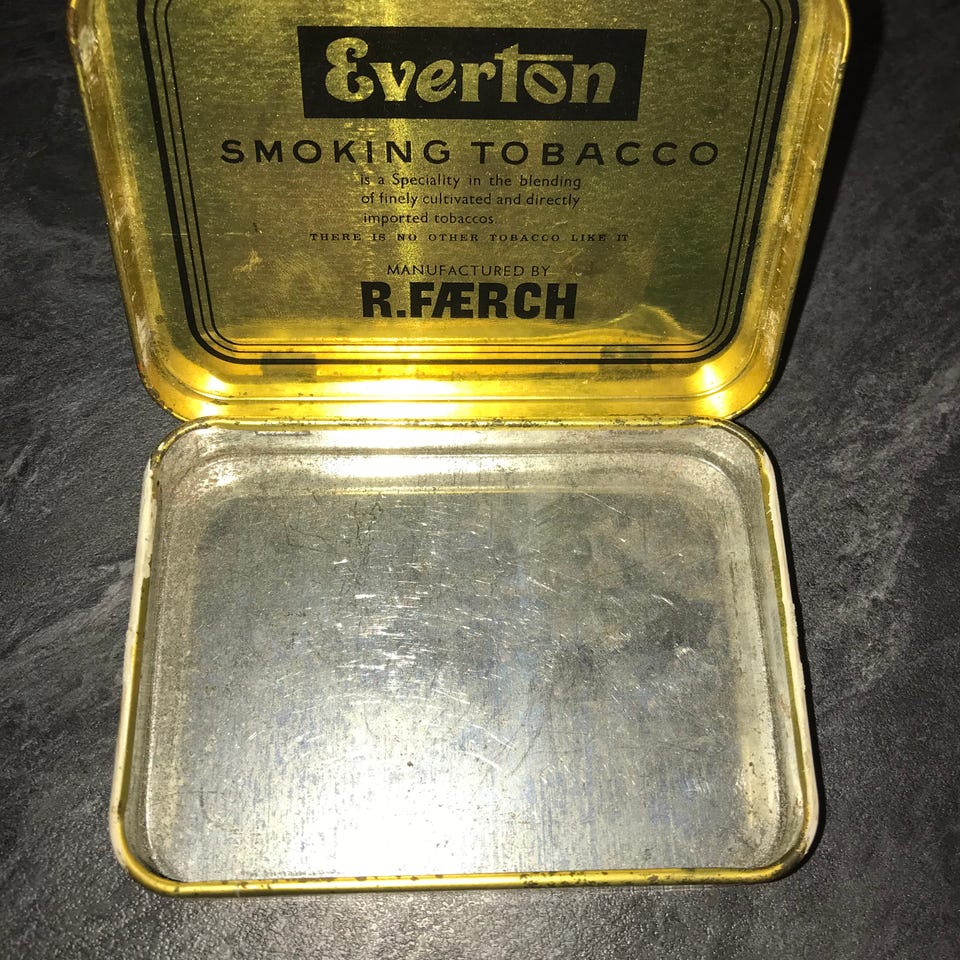 Everton
SMOKING TOBACCO
is a Speciality in the blending
of finely cultivated and directly
imported tobaccos.
THERE IS NO OTHER TOBACCO LIKE IT
MANUFACTURED BY
R.FÆRCH